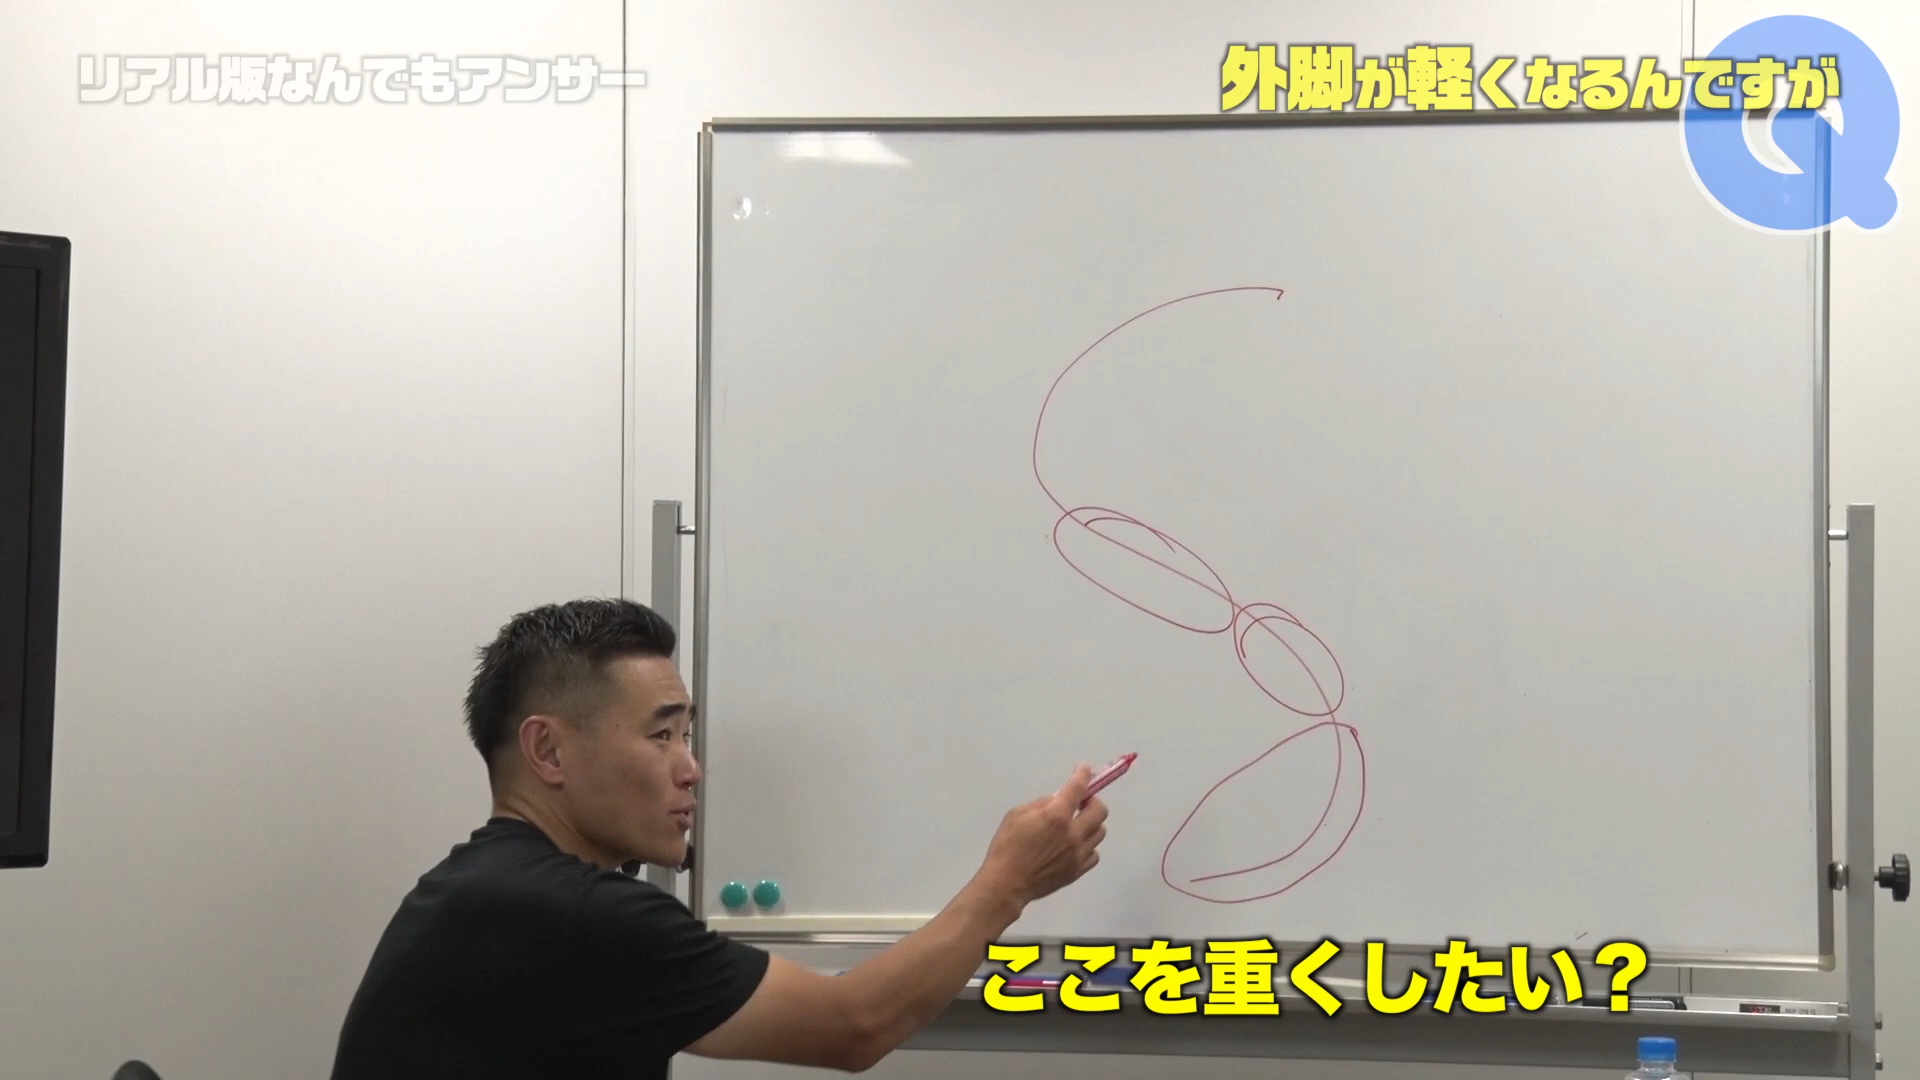 リアル版なんでもアンサー
外脚が軽くなるんですが
Q
ここを重くしたい？